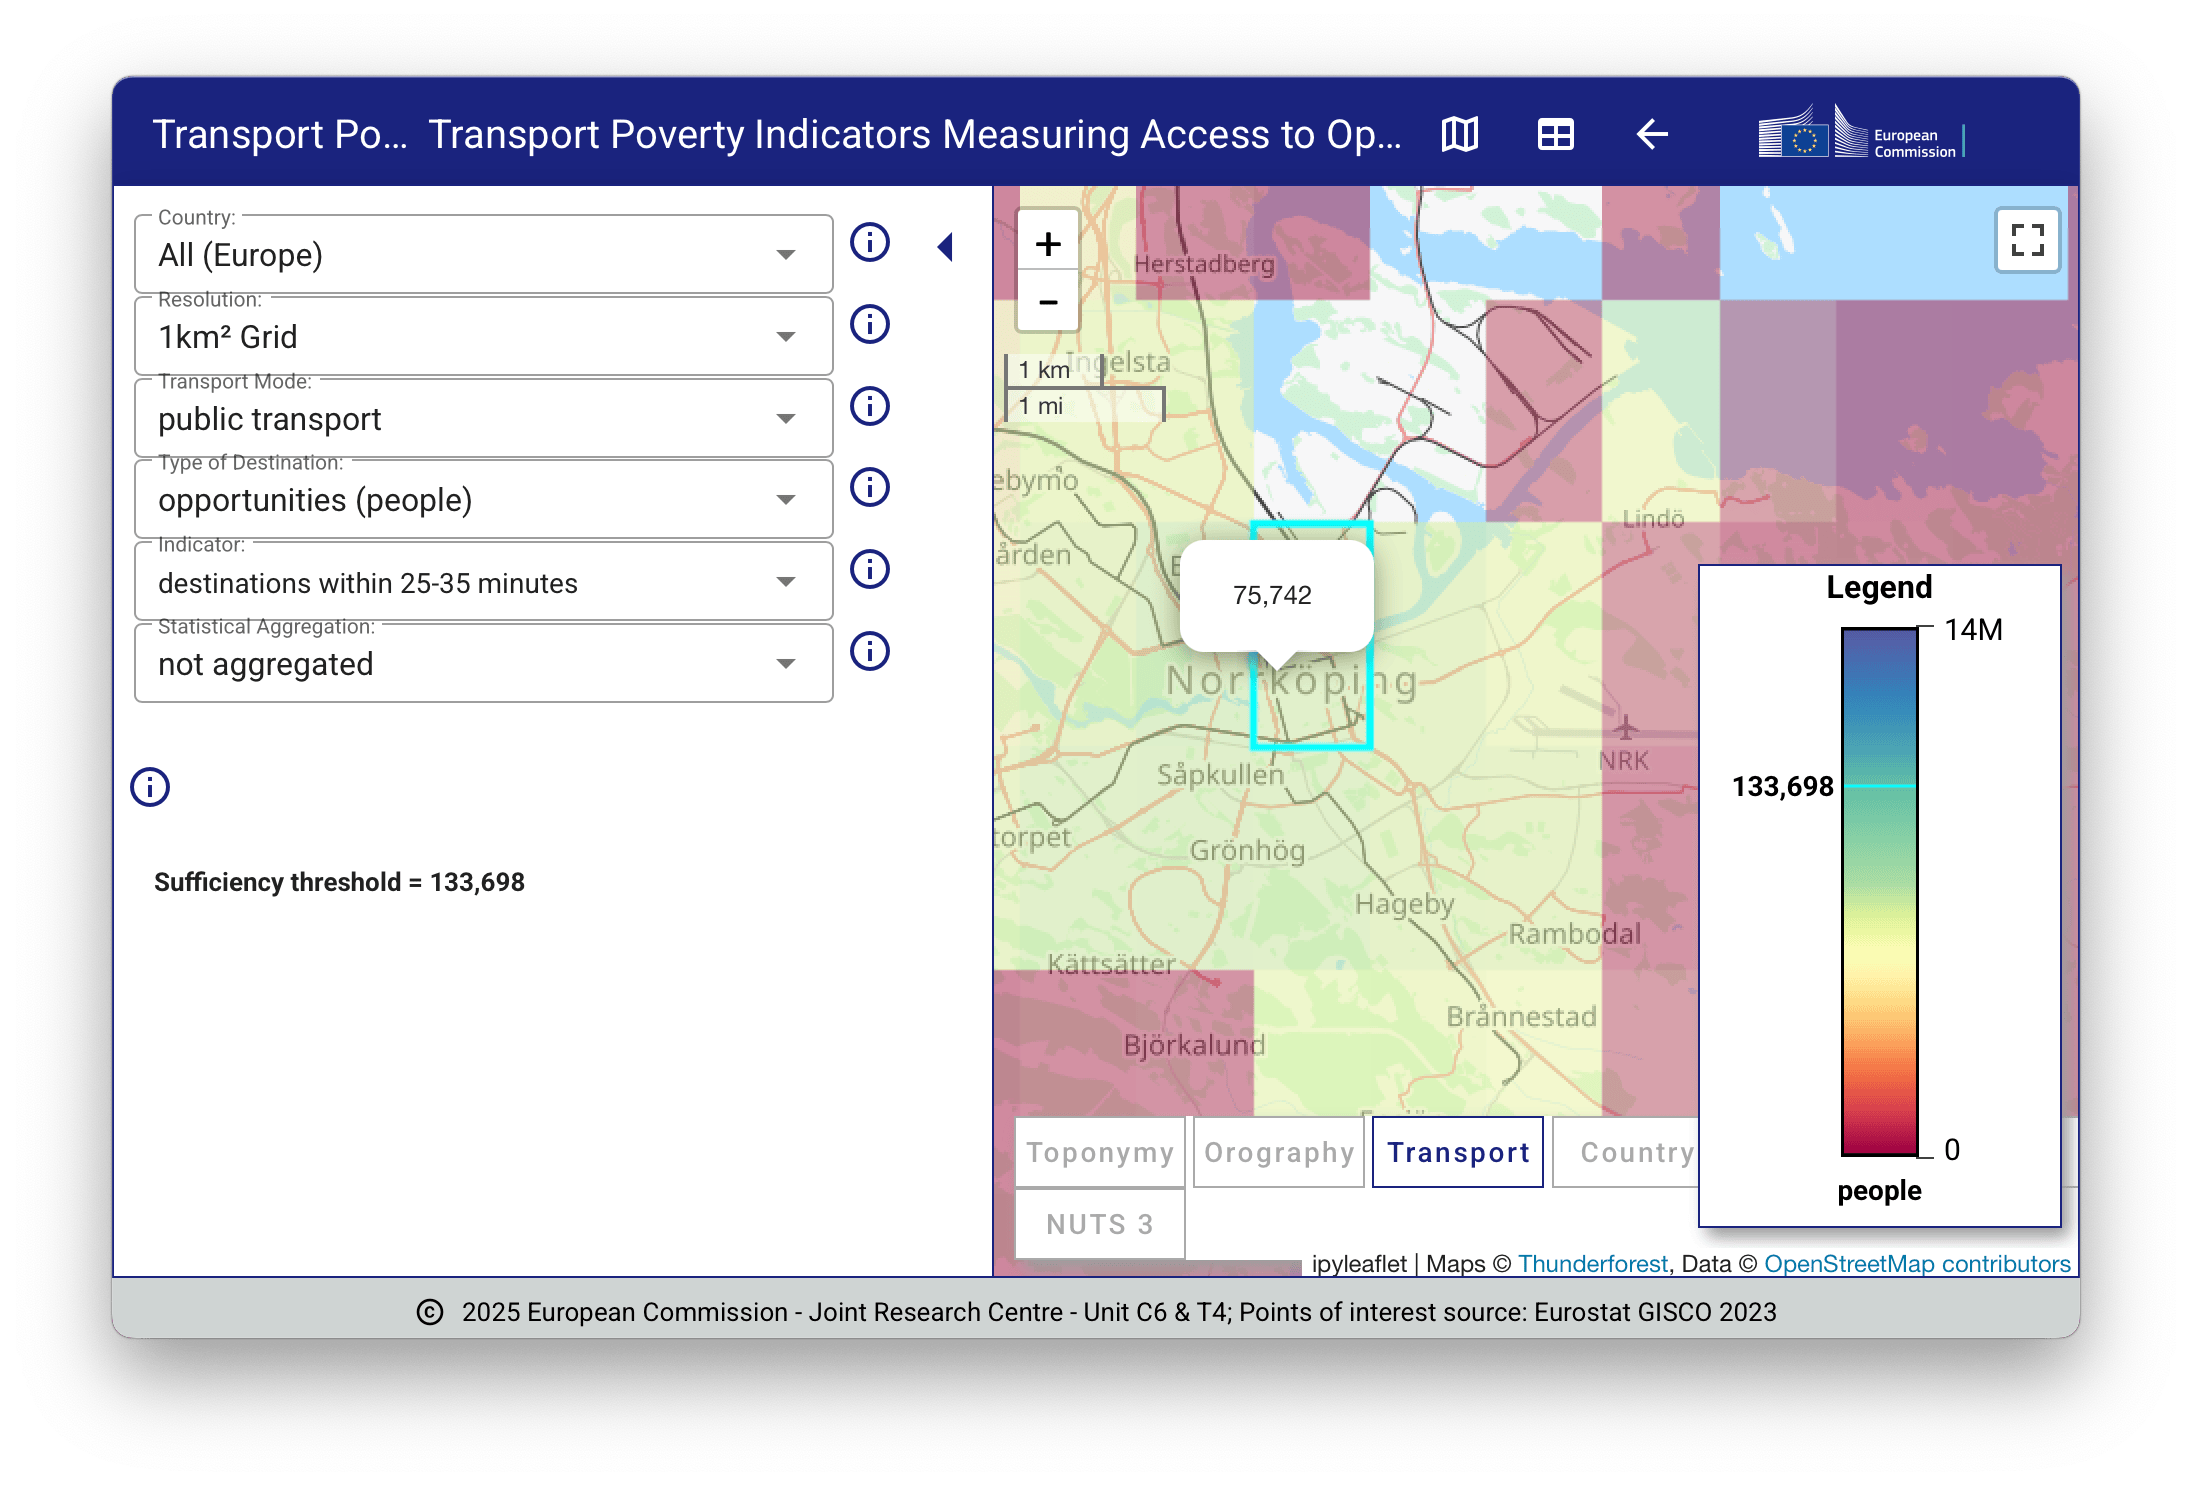 Transport Po... Transport Poverty Indicators Measuring Access to Op...
European
Commission
Country:
All (Europe)
Resolution:
1km² Grid
Transport Mode:
public transport
Type of Destination:
opportunities (people)
Indicator:
destinations within 25-35 minutes
Statistical Aggregation:
not aggregated
Sufficiency threshold = 133,698
+
-
1 km
1 mi
Herstadberg
Ingelsta
ebymo
ården
Lindö
75,742
Norrköping
NRK
Såpkullen
torpet
Grönhög
Hageby
Rambodal
Kättsätter
Brånnestad
Björkalund
Legend
14M
133,698
0
people
Toponymy
Orography
Transport
Country
NUTS 3
ipyleaflet | Maps © Thunderforest, Data © OpenStreetMap contributors
© 2025 European Commission - Joint Research Centre - Unit C6 & T4; Points of interest source: Eurostat GISCO 2023